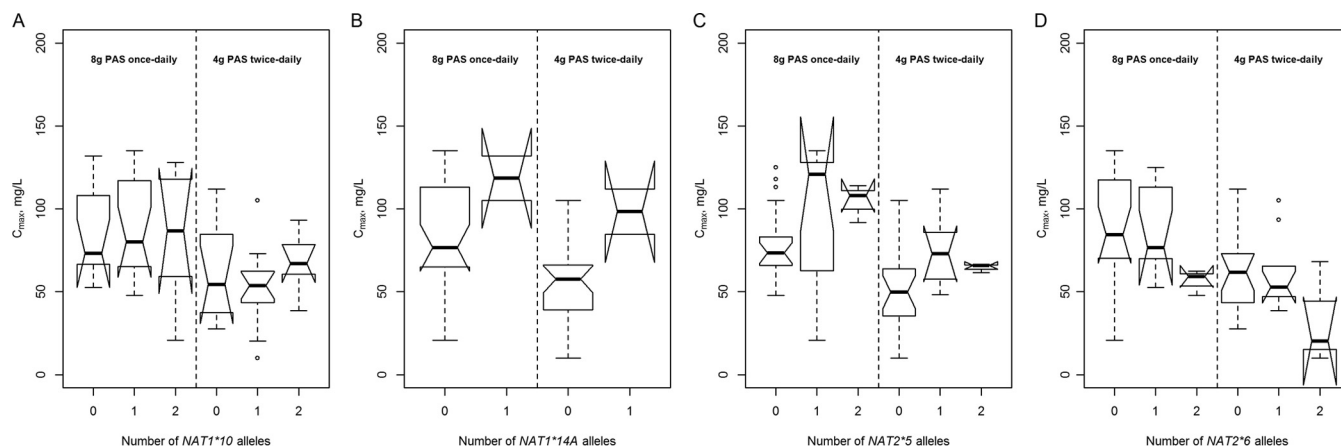 A
Cmax, mg/L
200
150
100
50
0
8g PAS once-daily
4g PAS twice-daily
0 1 2 0 1 2
Number of NAT1*10 alleles
B
Cmax, mg/L
200
150
100
50
0
8g PAS once-daily
4g PAS twice-daily
0 1 0 1
Number of NAT1*14A alleles
C
Cmax, mg/L
200
150
100
50
0
8g PAS once-daily
4g PAS twice-daily
0 1 2 0 1 2
Number of NAT2*5 alleles
D
Cmax, mg/L
200
150
100
50
0
8g PAS once-daily
4g PAS twice-daily
0 1 2 0 1 2
Number of NAT2*6 alleles